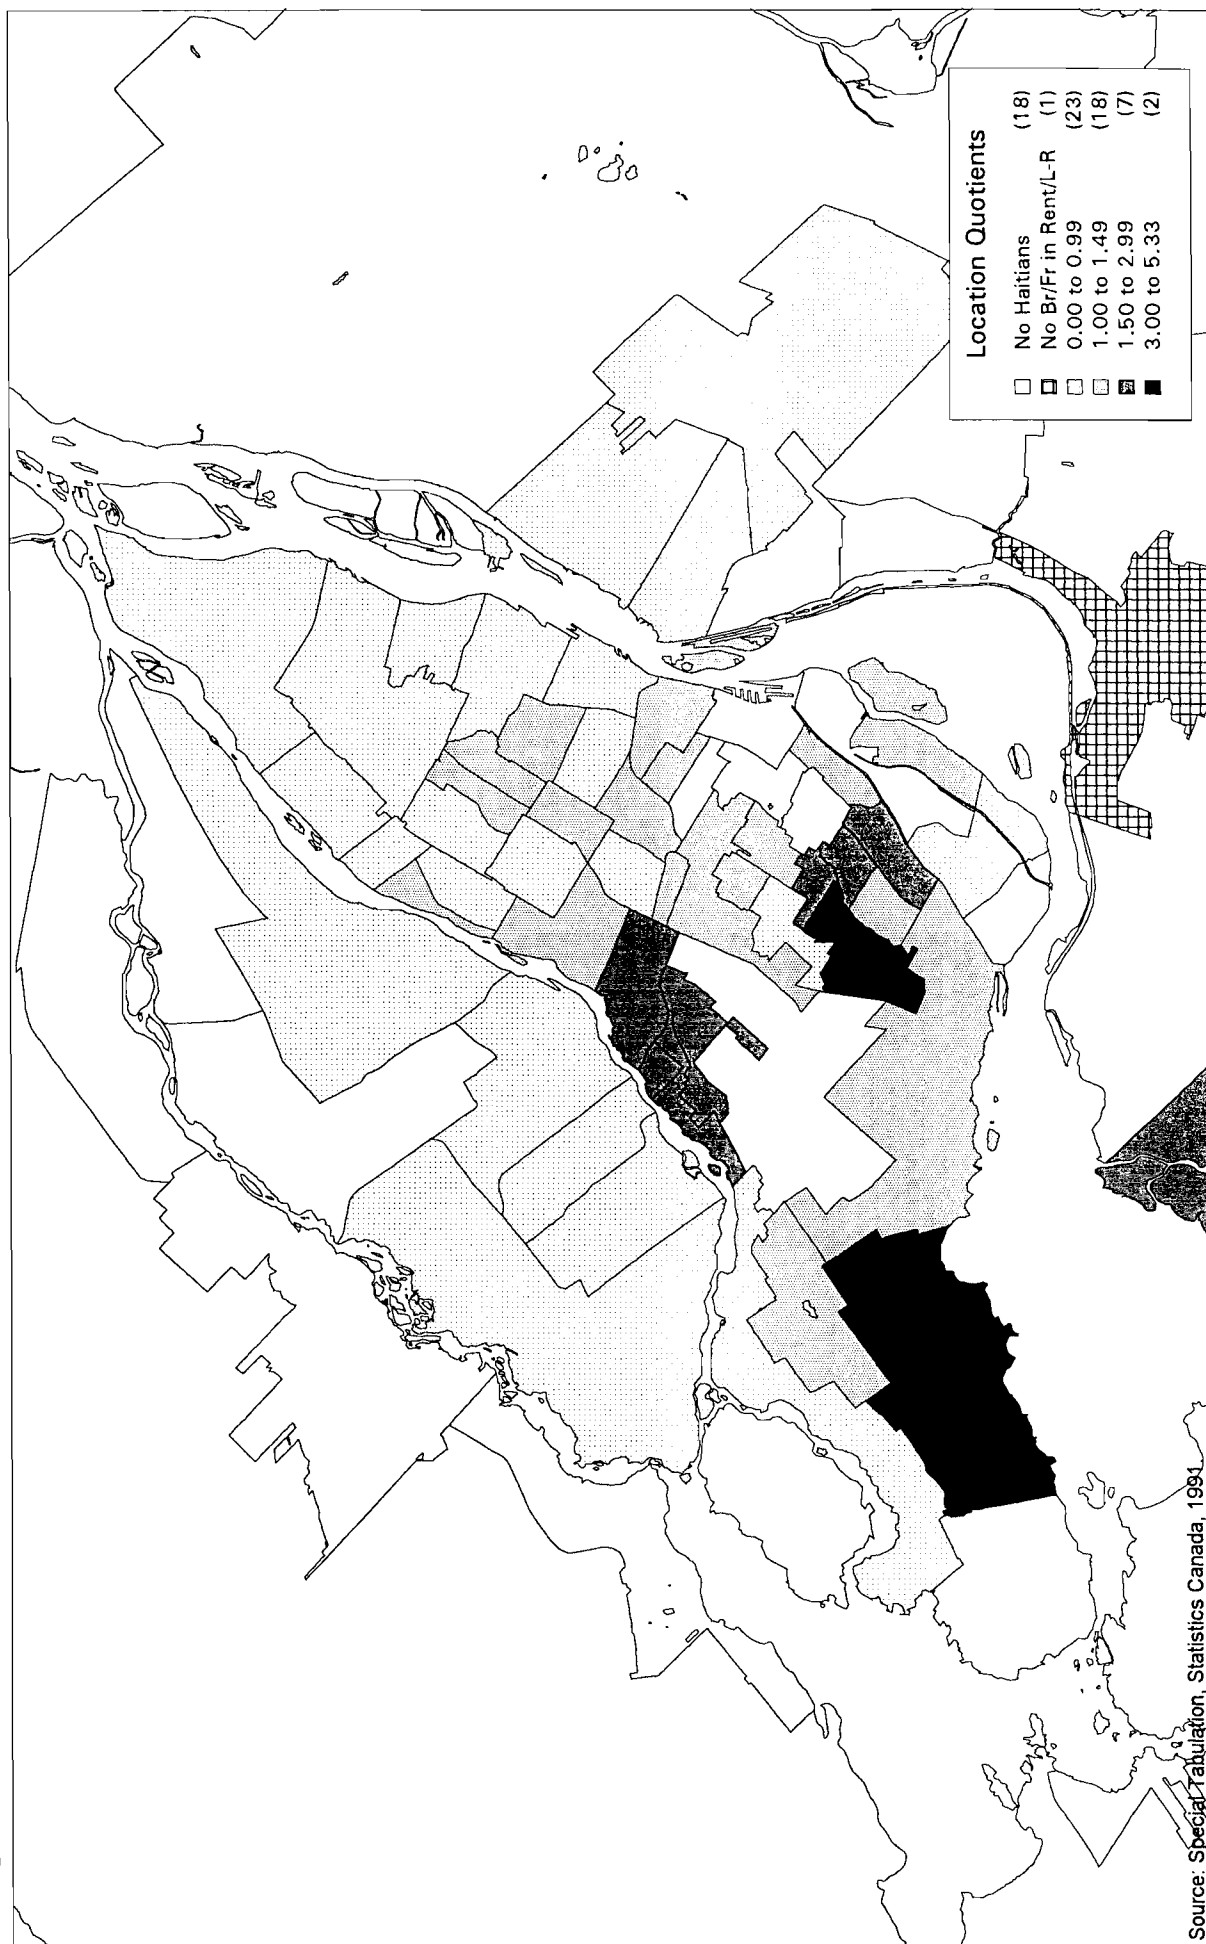 Location Quotients
No Haitians (18)
No Br/Fr in Rent/L-R (1)
0.00 to 0.99 (23)
1.00 to 1.49 (18)
1.50 to 2.99 (7)
3.00 to 5.33 (2)
Source: Special Tabulation, Statistics Canada, 1991